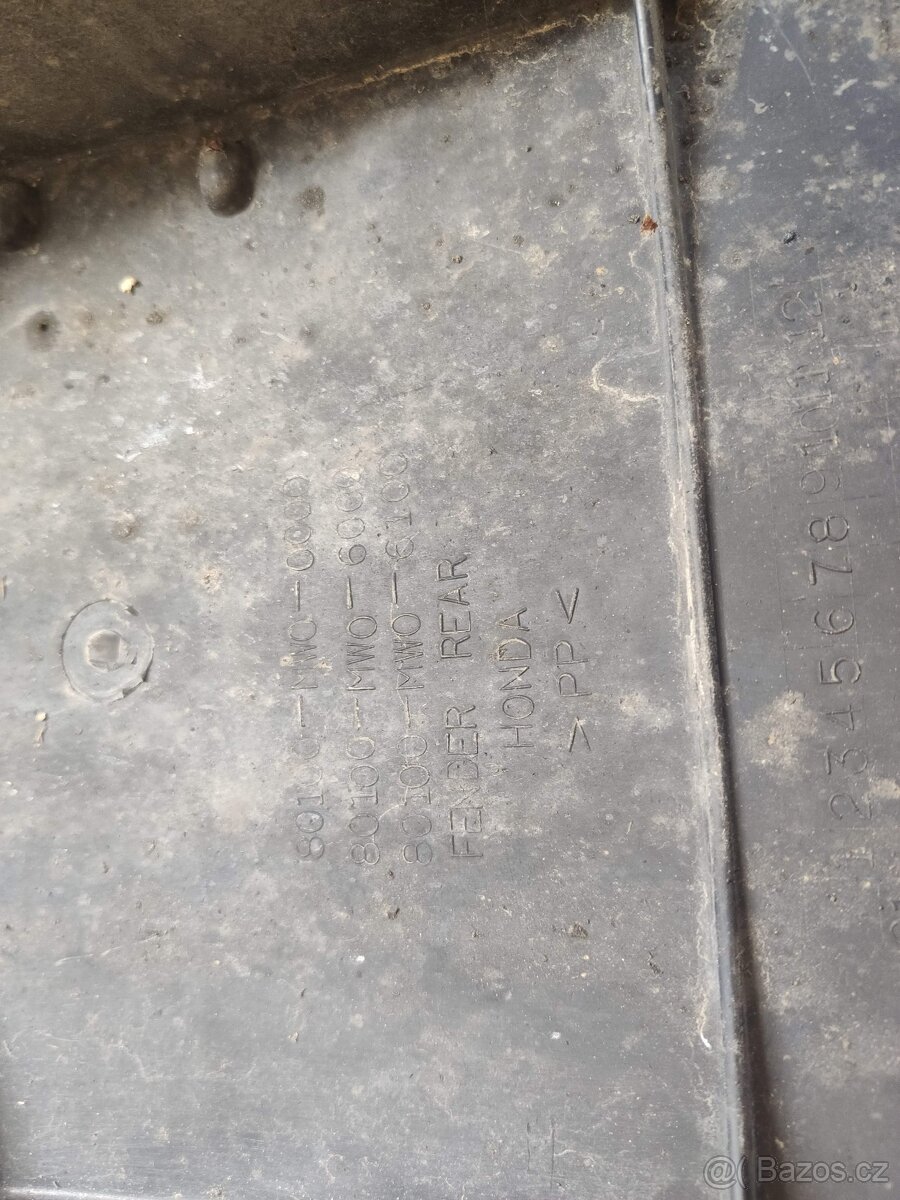 80100-MW0-0000
80100-MW0-6000
80100-MW0-6100
FENDER REAR
HONDA
>PP<
1 2 3 4 5 6 7 8 9 10 11 12
Bazos.cz